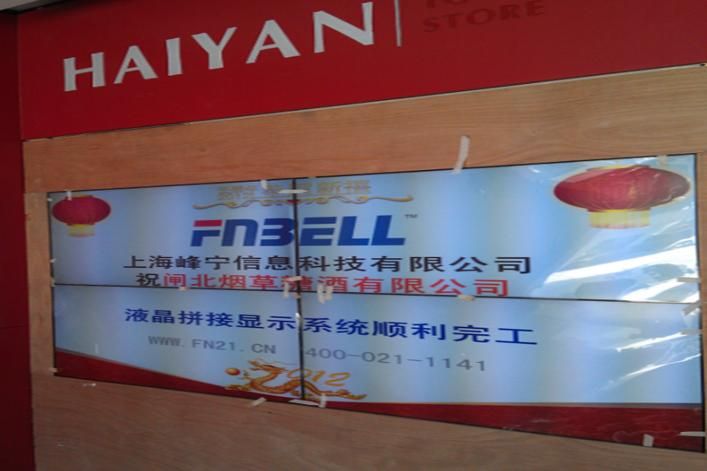 HAIYAN
STORE
FNBELL™
上海峰宁信息科技有限公司
祝闸北烟草糖酒有限公司
液晶拼接显示系统顺利完工
WWW.FN21.CN 400-021-1141
2012